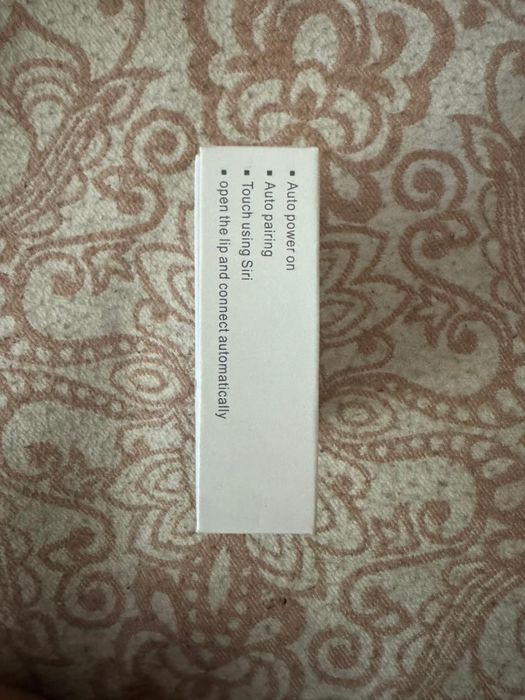 ▪ Auto power on
▪ Auto pairing
▪ Touch using Siri
▪ open the lip and connect automatically